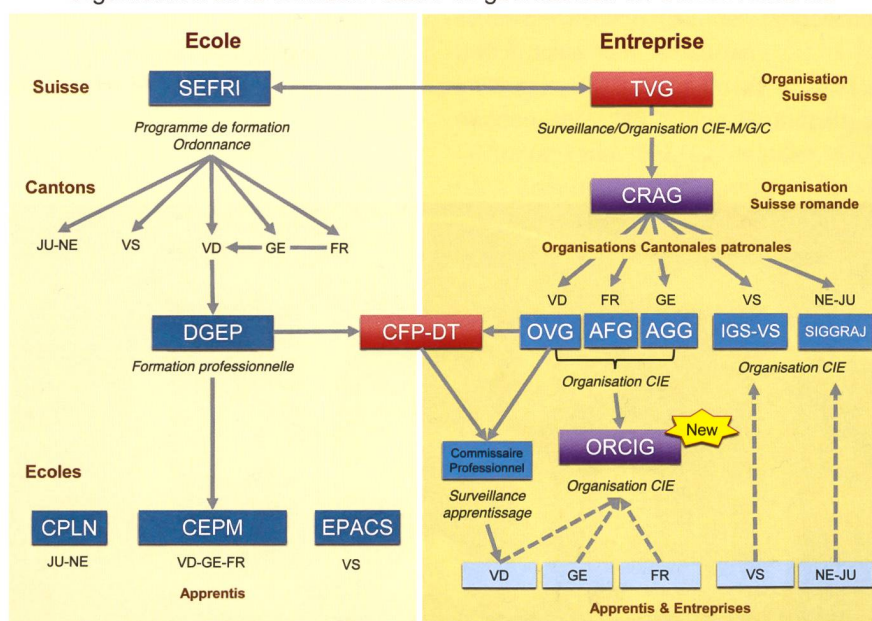 Ecole
Entreprise
Suisse
SEFRI
TVG
Organisation
Suisse
Programme de formation
Ordonnance
Surveillance/Organisation CIE-M/G/C
Cantons
CRAG
Organisation
Suisse romande
Organisations Cantonales patronales
JU-NE
VS
VD
GE
FR
VD
FR
GE
VS
NE-JU
DGEP
CFP-DT
OVG
AFG
AGG
IGS-VS
SIGGRAJ
Formation professionnelle
Organisation CIE
Organisation CIE
New
Commissaire
Professionnel
ORCIG
Ecoles
Surveillance
apprentissage
Organisation CIE
CPLN
CEPM
EPACS
JU-NE
VD-GE-FR
VS
VD
GE
FR
VS
NE-JU
Apprentis
Apprentis & Entreprises